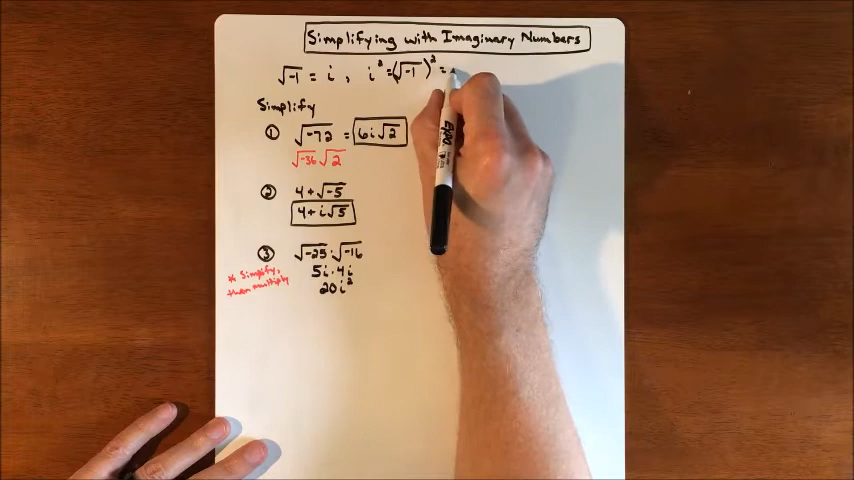 Simplifying with Imaginary Numbers
√-1 = i , i² = (√-1)² =
Simplify
① √-72 = 6i√2
√-36 √2
② 4 + √-5
4 + i√5
③ √-25 · √-16
* Simplify, then multiply
5i · 4i
20i²
EXPO